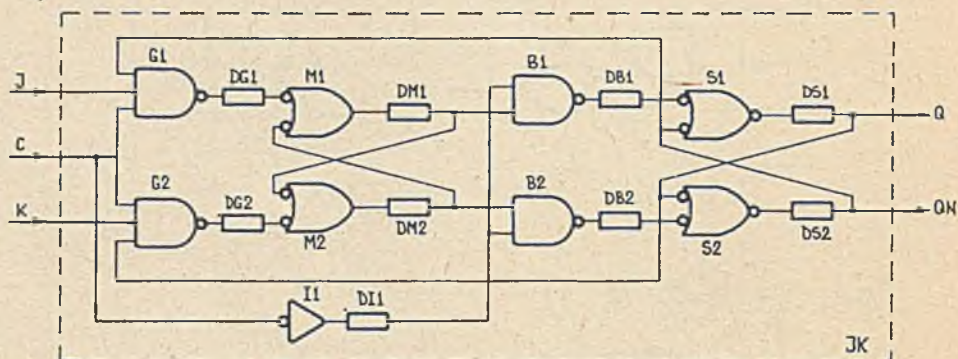 G1
DG1
M1
DM1
B1
DB1
S1
DS1
J
Q
C
G2
DG2
M2
DM2
B2
DB2
S2
DS2
K
QN
I1
DI1
JK